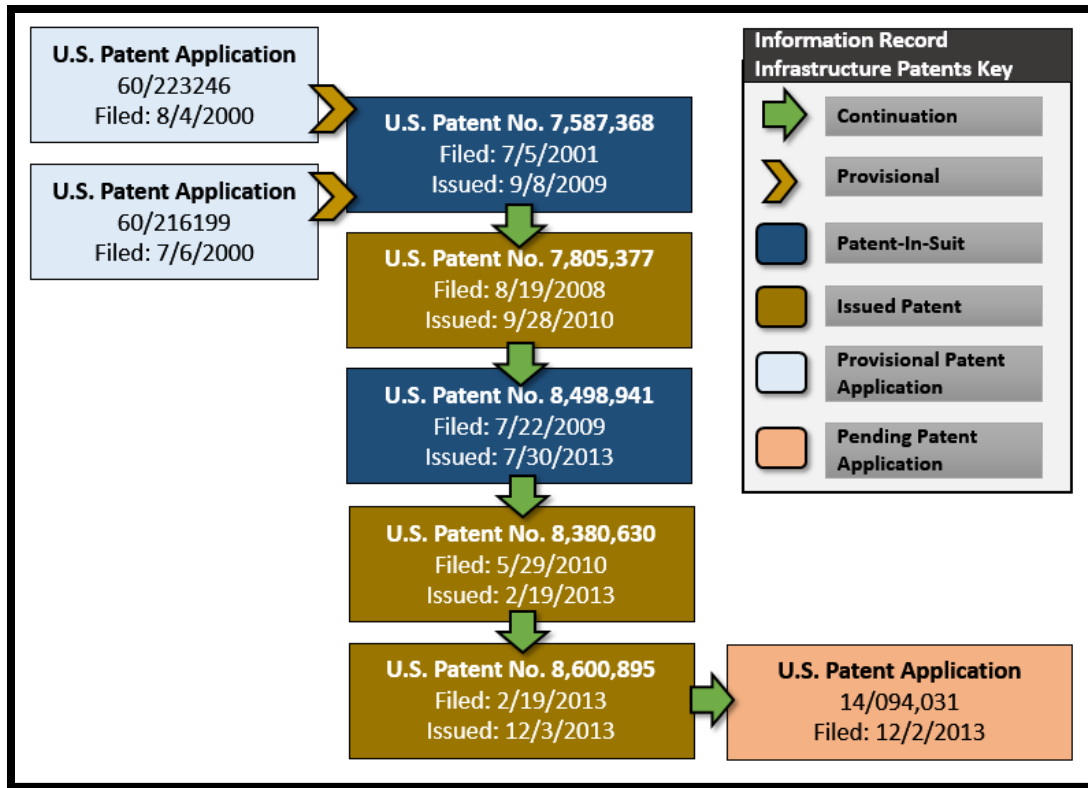 U.S. Patent Application
60/223246
Filed: 8/4/2000
U.S. Patent Application
60/216199
Filed: 7/6/2000
U.S. Patent No. 7,587,368
Filed: 7/5/2001
Issued: 9/8/2009
U.S. Patent No. 7,805,377
Filed: 8/19/2008
Issued: 9/28/2010
U.S. Patent No. 8,498,941
Filed: 7/22/2009
Issued: 7/30/2013
U.S. Patent No. 8,380,630
Filed: 5/29/2010
Issued: 2/19/2013
U.S. Patent No. 8,600,895
Filed: 2/19/2013
Issued: 12/3/2013
U.S. Patent Application
14/094,031
Filed: 12/2/2013
Information Record
Infrastructure Patents Key
Continuation
Provisional
Patent-In-Suit
Issued Patent
Provisional Patent
Application
Pending Patent
Application